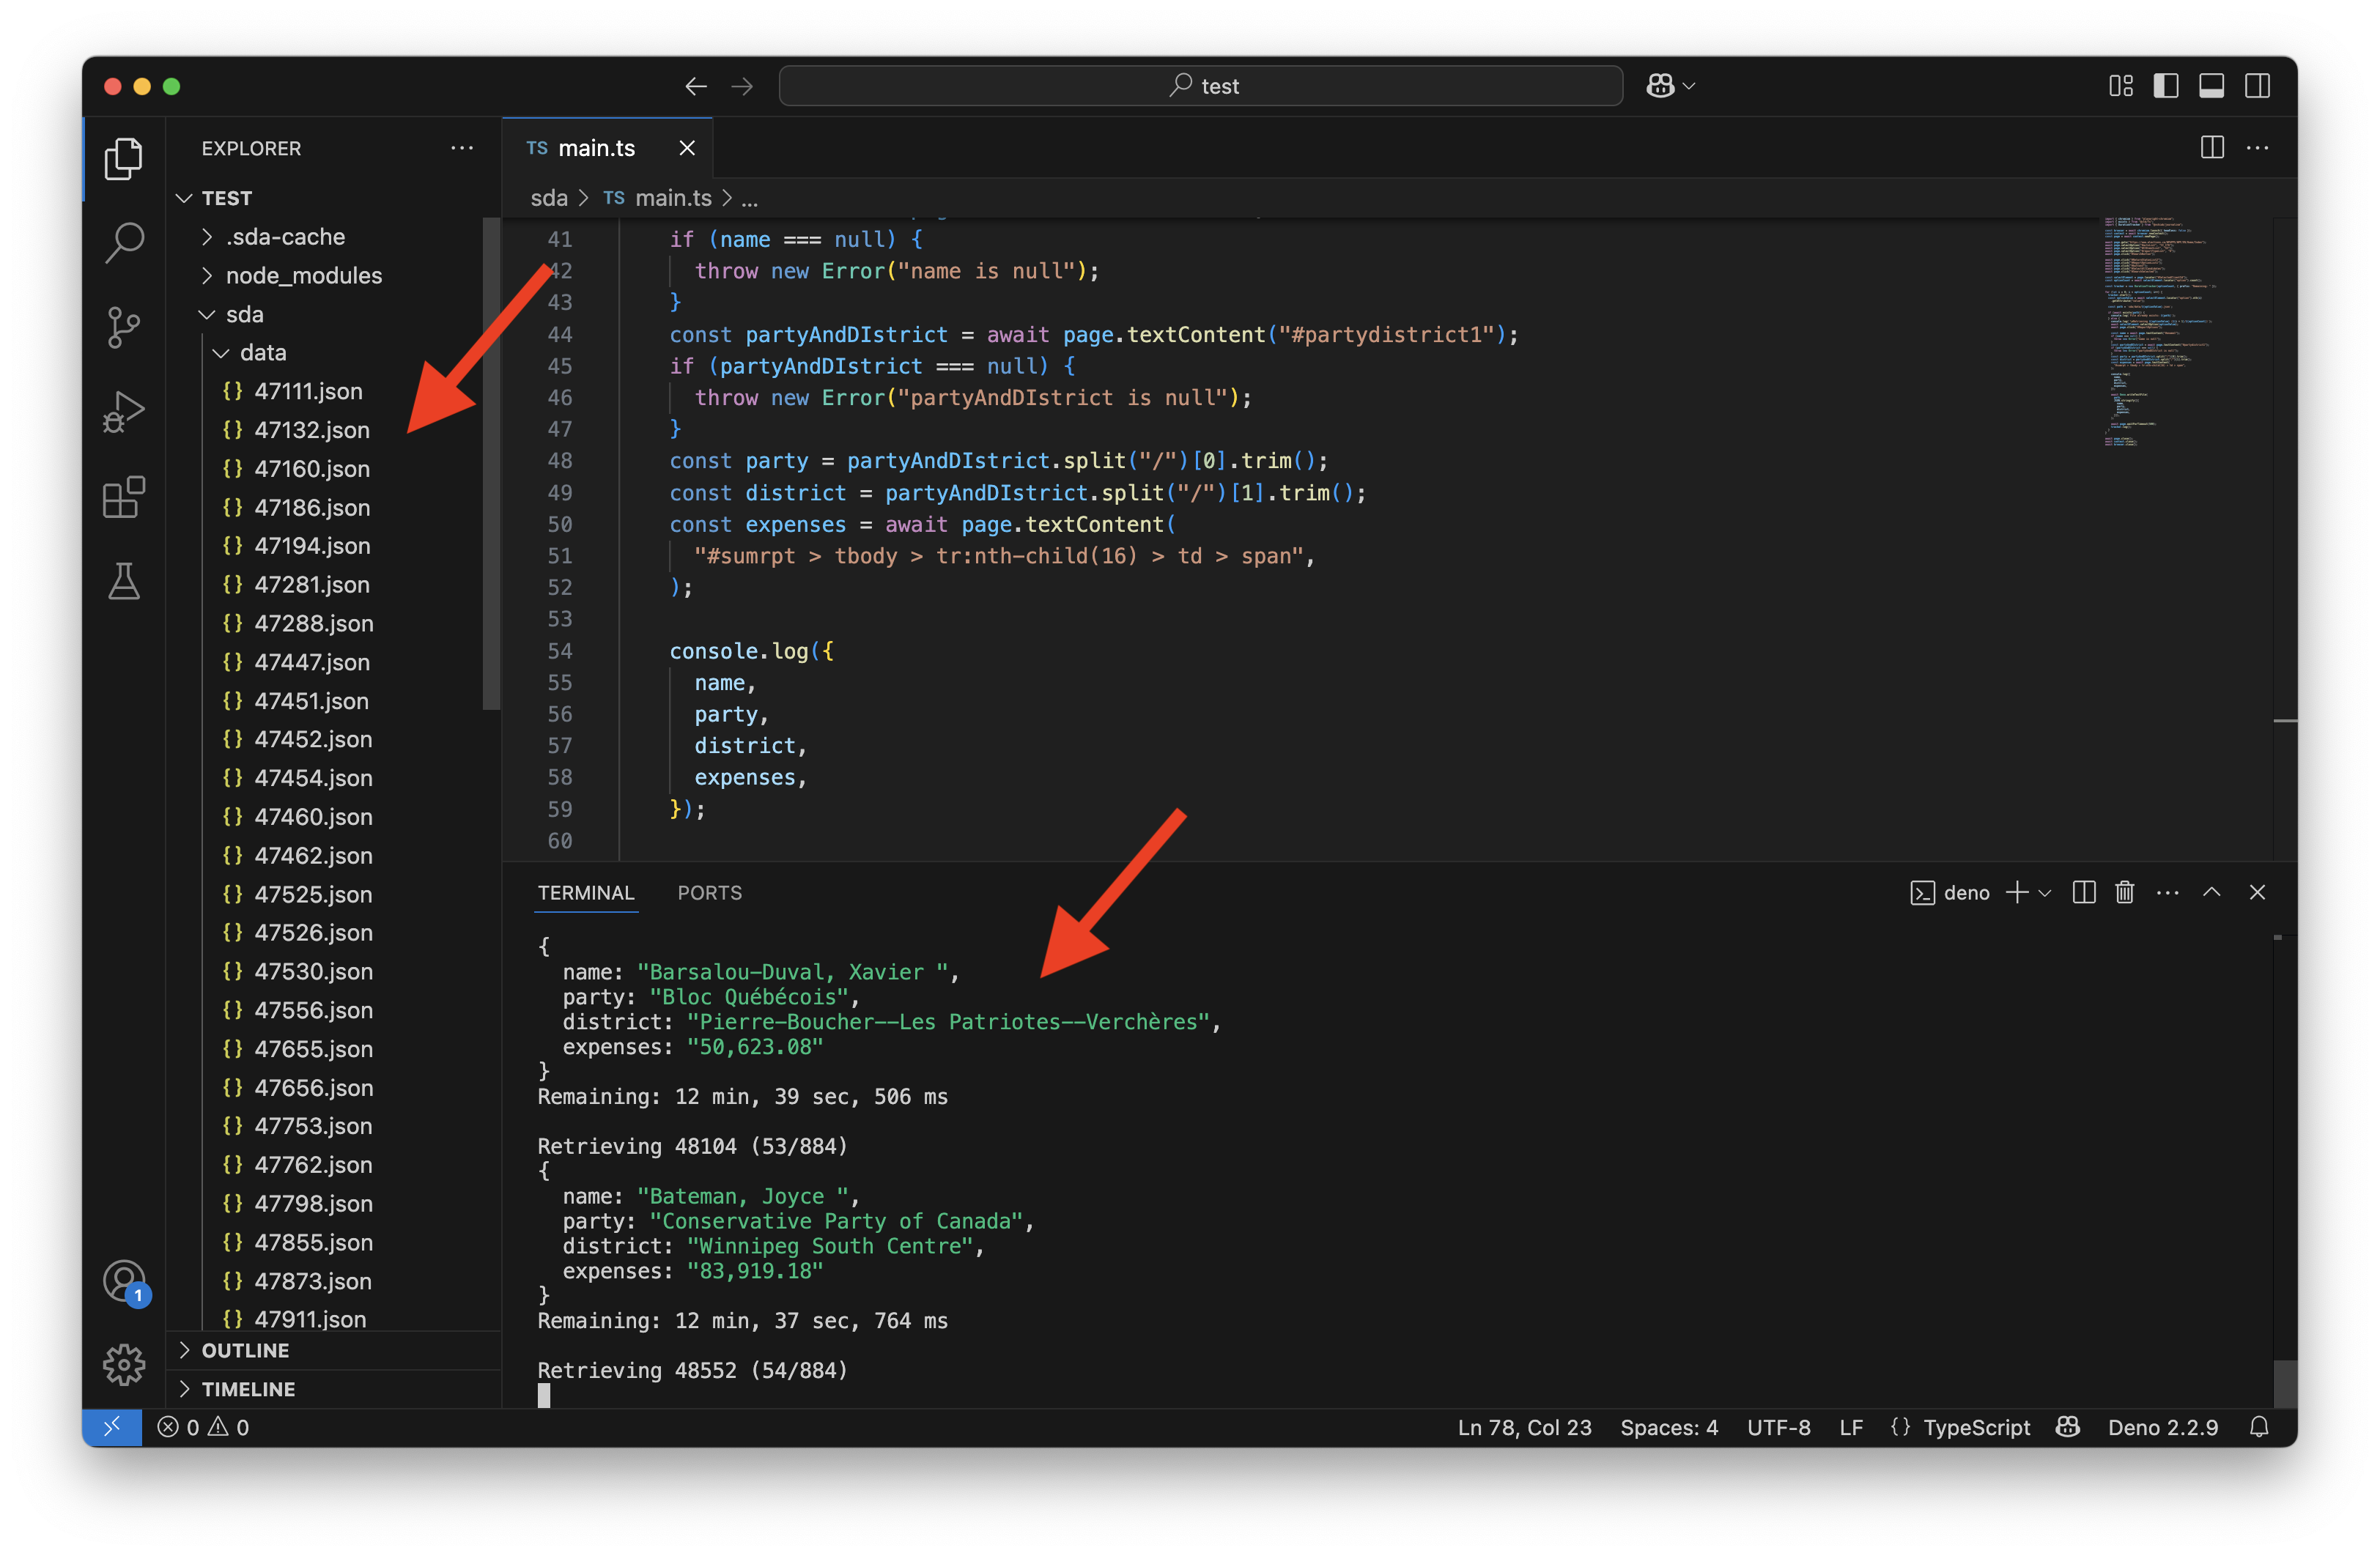 test
EXPLORER
TEST
.sda-cache
node_modules
sda
data
{} 47111.json
{} 47132.json
{} 47160.json
{} 47186.json
{} 47194.json
{} 47281.json
{} 47288.json
{} 47447.json
{} 47451.json
{} 47452.json
{} 47454.json
{} 47460.json
{} 47462.json
{} 47525.json
{} 47526.json
{} 47530.json
{} 47556.json
{} 47655.json
{} 47656.json
{} 47753.json
{} 47762.json
{} 47798.json
{} 47855.json
{} 47873.json
{} 47911.json
OUTLINE
TIMELINE
1
TS main.ts
sda > TS main.ts > ...
41 if (name === null) {
42 throw new Error("name is null");
43 }
44 const partyAndDIstrict = await page.textContent("#partydistrict1");
45 if (partyAndDIstrict === null) {
46 throw new Error("partyAndDIstrict is null");
47 }
48 const party = partyAndDIstrict.split("/")[0].trim();
49 const district = partyAndDIstrict.split("/")[1].trim();
50 const expenses = await page.textContent(
51 "#sumrpt > tbody > tr:nth-child(16) > td > span",
52 );
53
54 console.log({
55 name,
56 party,
57 district,
58 expenses,
59 });
60
TERMINAL PORTS
deno
{
name: "Barsalou-Duval, Xavier ",
party: "Bloc Québécois",
district: "Pierre-Boucher--Les Patriotes--Verchères",
expenses: "50,623.08"
}
Remaining: 12 min, 39 sec, 506 ms
Retrieving 48104 (53/884)
{
name: "Bateman, Joyce ",
party: "Conservative Party of Canada",
district: "Winnipeg South Centre",
expenses: "83,919.18"
}
Remaining: 12 min, 37 sec, 764 ms
Retrieving 48552 (54/884)
0 0
Ln 78, Col 23 Spaces: 4 UTF-8 LF {} TypeScript Deno 2.2.9